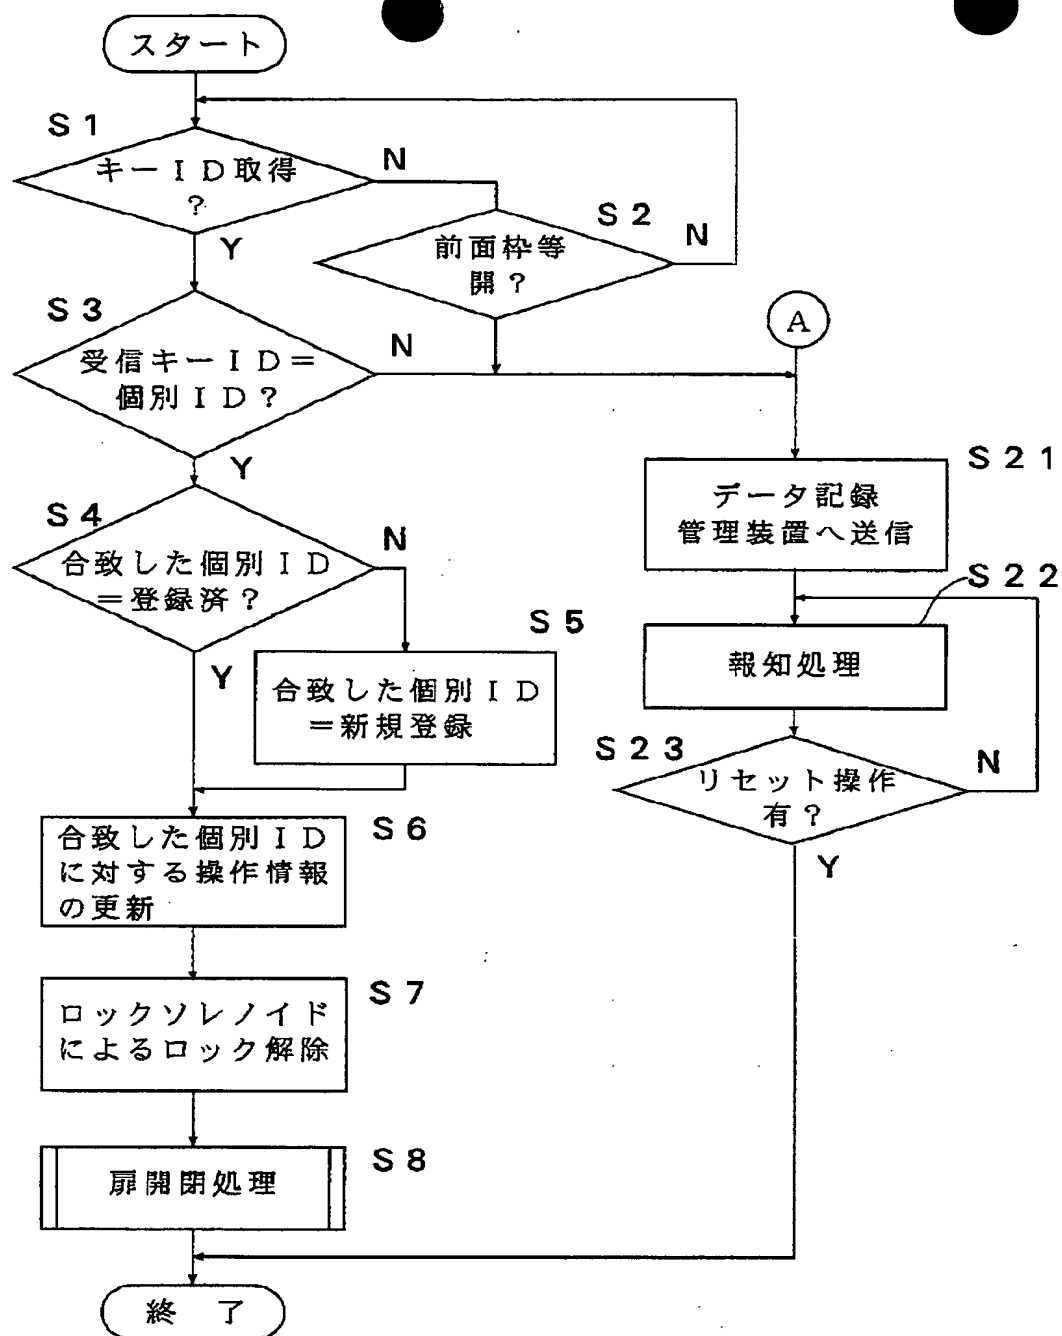 スタート
S1
キーID取得
?
N
Y
S2
前面枠等
開?
N
S3
受信キーID=
個別ID?
N
Y
A
S4
合致した個別ID
=登録済?
N
Y
S5
合致した個別ID
=新規登録
S6
合致した個別ID
に対する操作情報
の更新
S7
ロックソレノイド
によるロック解除
S8
扉開閉処理
S21
データ記録
管理装置へ送信
S22
報知処理
S23
リセット操作
有?
N
Y
終 了